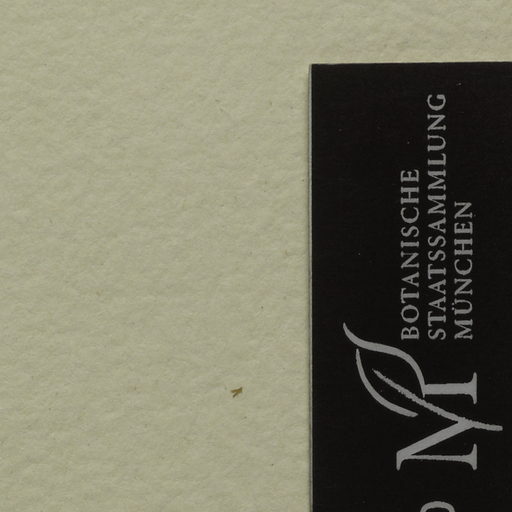 BOTANISCHE
STAATSSAMMLUNG
MÜNCHEN
M